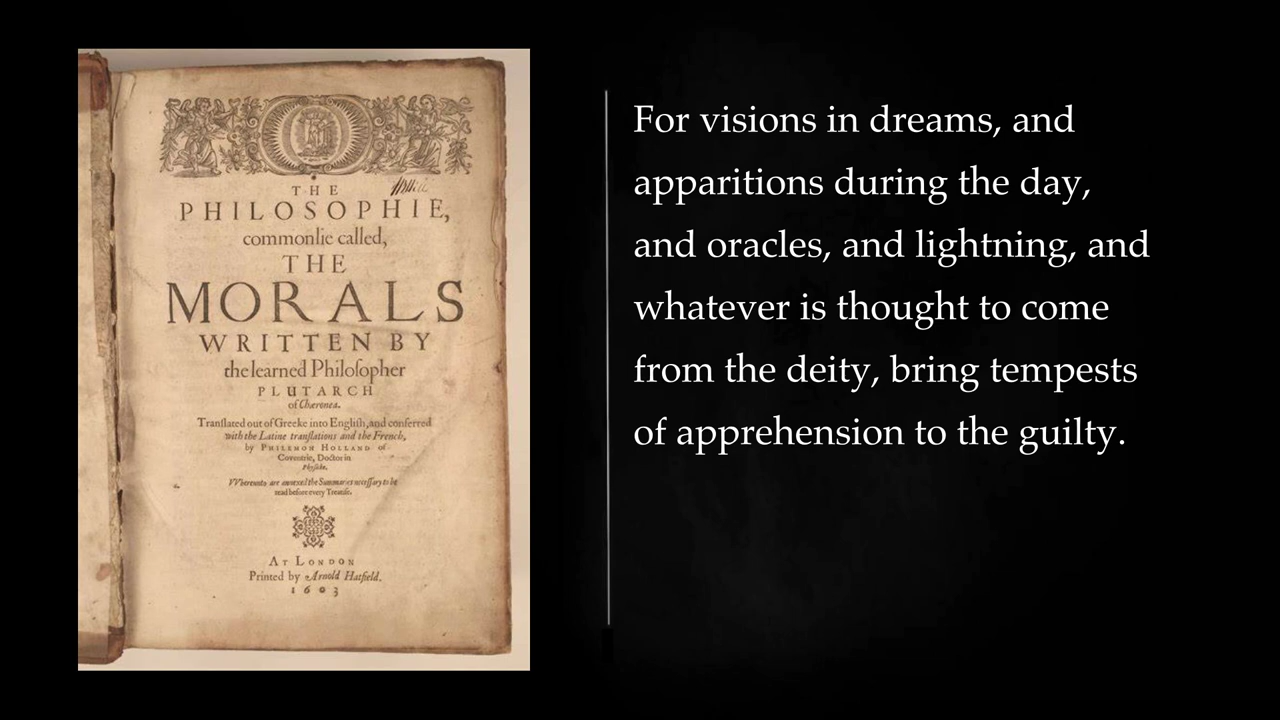 THE
PHILOSOPHIE,
commonlie called,
THE
MORALS
WRITTEN BY
the learned Philoſopher
PLUTARCH
of Chæronea.
Tranſlated out of Greeke into Engliſh, and conferred
with the Latine tranſlations and the French,
by PHILEMON HOLLAND of
Coventrie, Doctor in
Phyſicke.
VVhereunto are annexed the Summaries neceſſary to be
read before every Treatiſe.
AT LONDON
Printed by Arnold Hatfield.
1603
For visions in dreams, and
apparitions during the day,
and oracles, and lightning, and
whatever is thought to come
from the deity, bring tempests
of apprehension to the guilty.